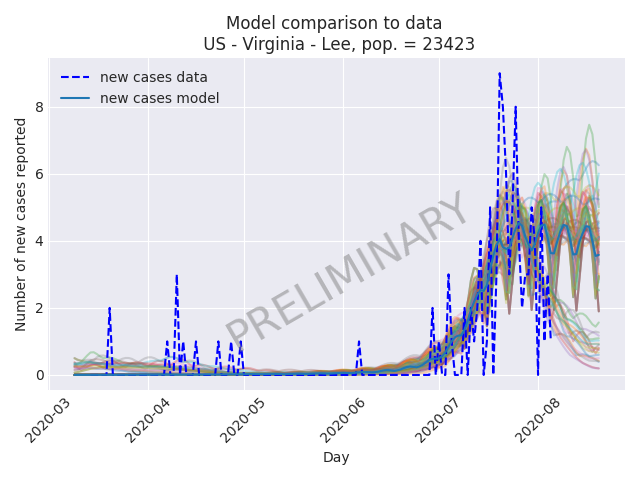 Model comparison to data
US - Virginia - Lee, pop. = 23423
new cases data
new cases model
PRELIMINARY
Number of new cases reported
8
6
4
2
0
2020-03
2020-04
2020-05
2020-06
2020-07
2020-08
Day